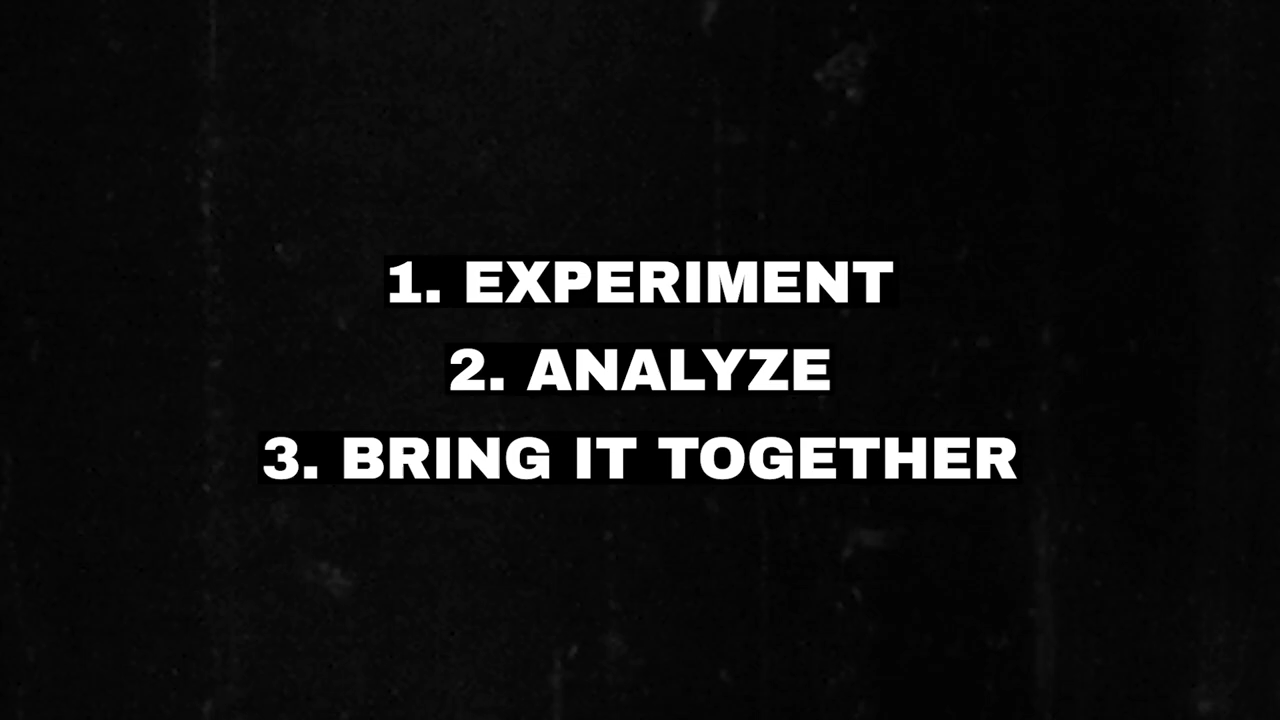 1. EXPERIMENT
2. ANALYZE
3. BRING IT TOGETHER